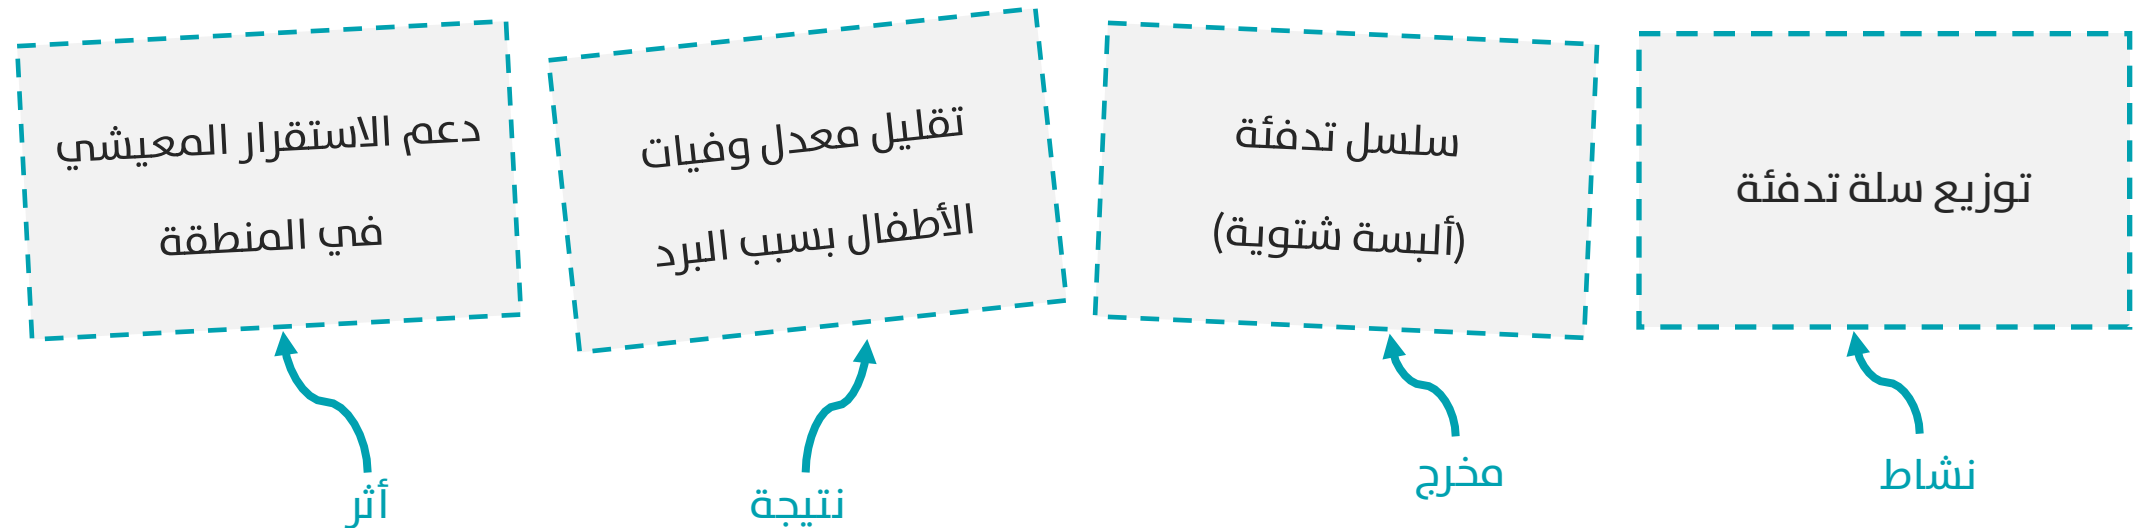 توزيع سلة تدفئة
سلسل تدفئة
(ألبسة شتوية)
تقليل معدل وفيات
الأطفال بسبب البرد
دعم الاستقرار المعيشي
في المنطقة
نشاط
مخرج
نتيجة
أثر